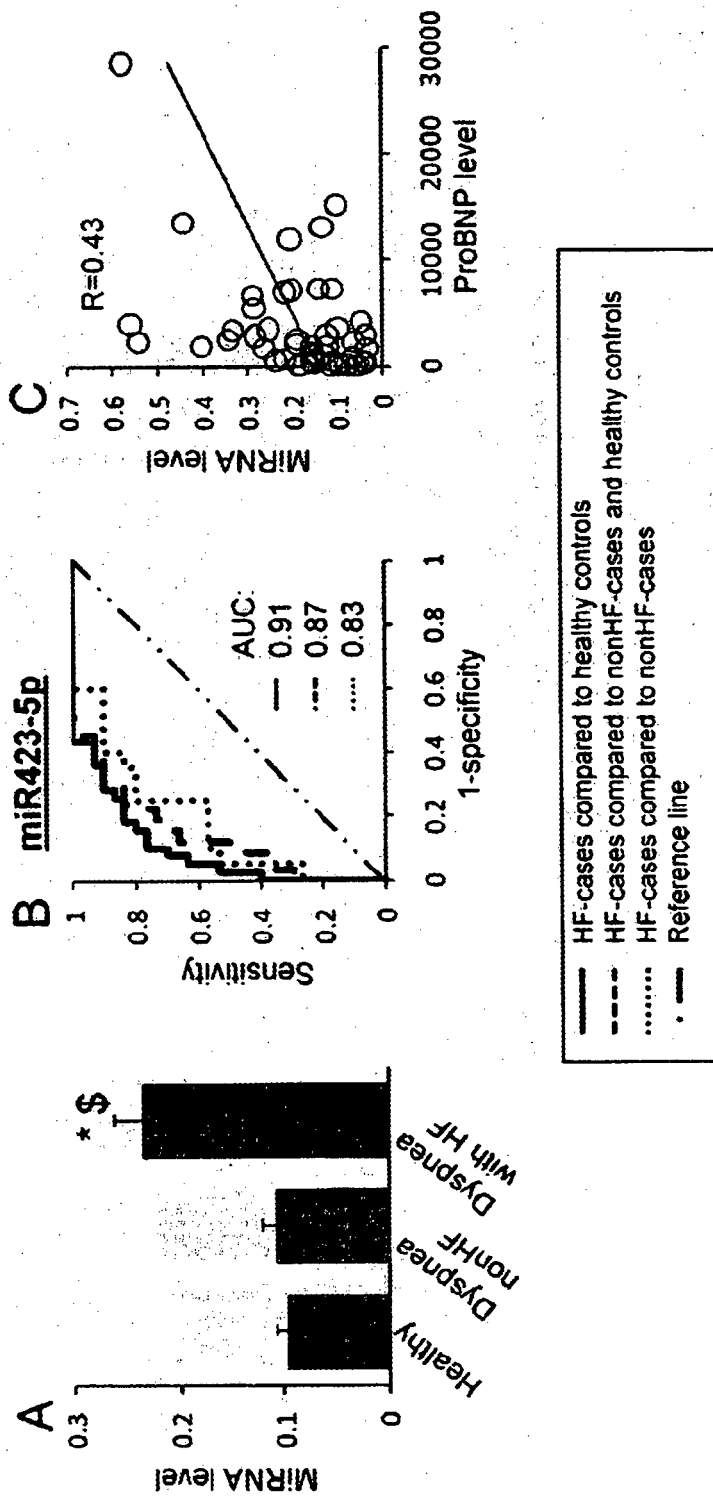 miR423-5p
A
MiRNA level
0.3
0.2
0.1
0
Healthy
Dyspnea
nonHF
Dyspnea
with HF
* $
B
Sensitivity
1
0.8
0.6
0.4
0.2
0
0
0.2
0.4
0.6
0.8
1
1-specificity
AUC:
0.91
0.87
0.83
C
MiRNA level
0.7
0.6
0.5
0.4
0.3
0.2
0.1
0
R=0.43
0
10000
20000
30000
ProBNP level
HF-cases compared to healthy controls
HF-cases compared to nonHF-cases and healthy controls
HF-cases compared to nonHF-cases
Reference line